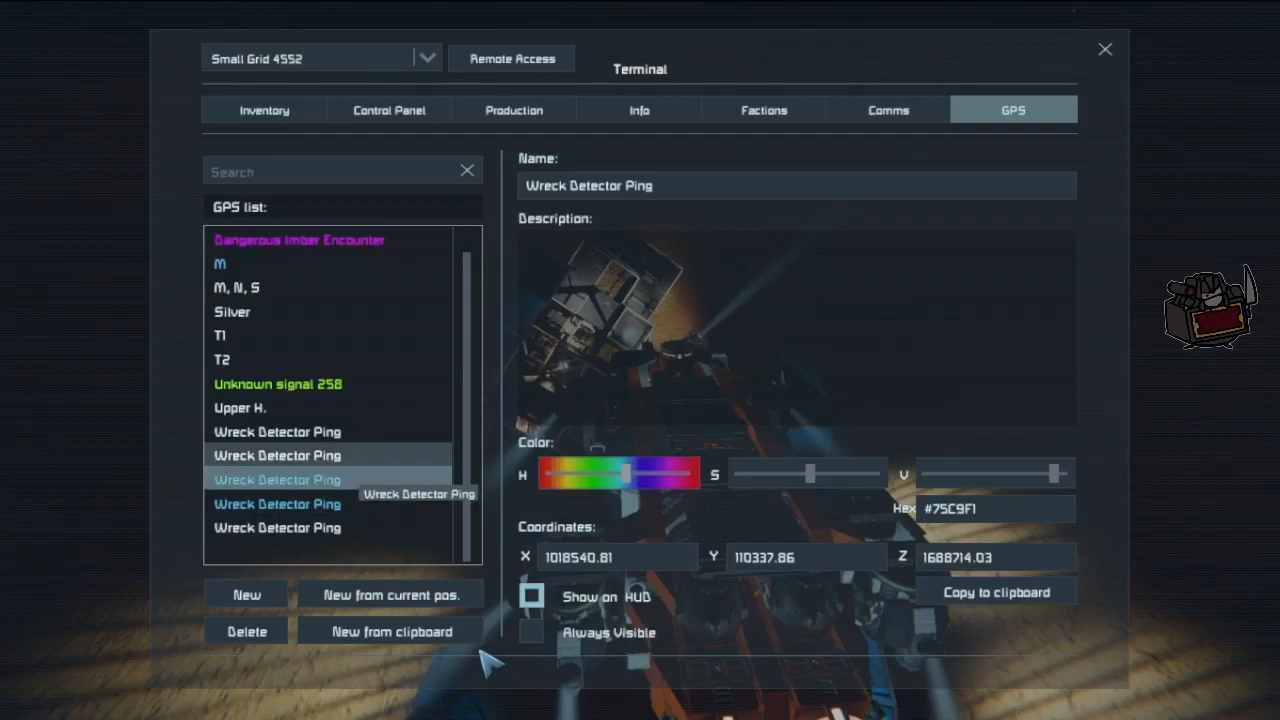 Small Grid 4552
Remote Access
Terminal
Inventory
Control Panel
Production
Info
Factions
Comms
GPS
Search
GPS list:
Dangerous Imber Encounter
M
M, N, S
Silver
T1
T2
Unknown signal 258
Upper H.
Wreck Detector Ping
Wreck Detector Ping
Wreck Detector Ping
Wreck Detector Ping
Wreck Detector Ping
Wreck Detector Ping
New
New from current pos.
Delete
New from clipboard
Name:
Wreck Detector Ping
Description:
Color:
H
S
V
Hex #75C9F1
Coordinates:
X 1018540.81
Y 110337.86
Z 1688714.03
Show on HUD
Copy to clipboard
Always Visible